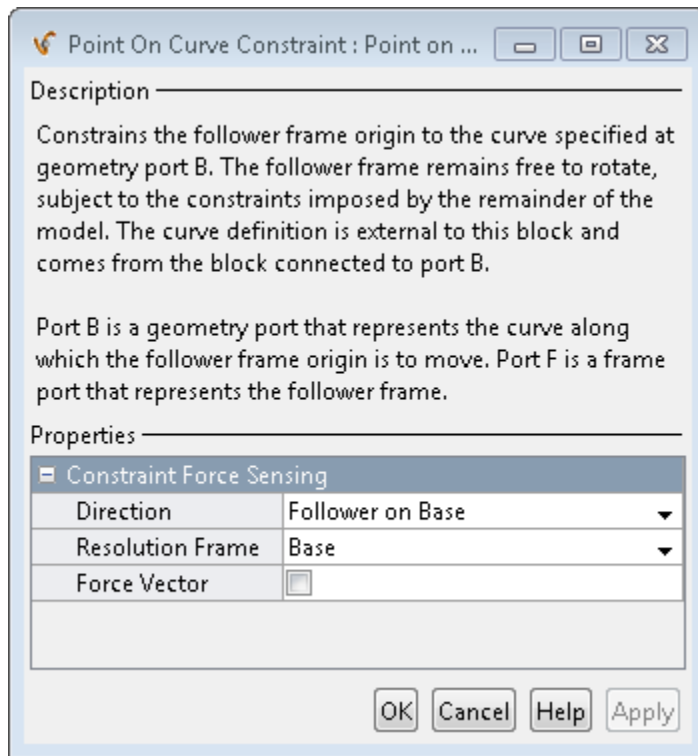 Point On Curve Constraint : Point on ...
Description
Constrains the follower frame origin to the curve specified at
geometry port B. The follower frame remains free to rotate,
subject to the constraints imposed by the remainder of the
model. The curve definition is external to this block and
comes from the block connected to port B.
Port B is a geometry port that represents the curve along
which the follower frame origin is to move. Port F is a frame
port that represents the follower frame.
Properties
Constraint Force Sensing
Direction Follower on Base
Resolution Frame Base
Force Vector
OK Cancel Help Apply